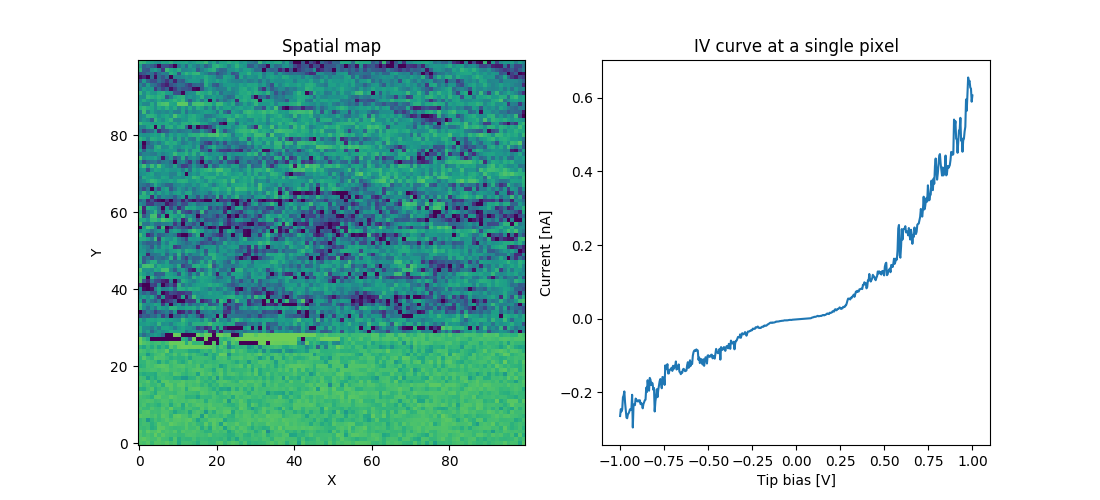 Spatial map
80
60
40
20
0
Y
0 20 40 60 80
X
IV curve at a single pixel
0.6
0.4
0.2
0.0
−0.2
Current [nA]
−1.00 −0.75 −0.50 −0.25 0.00 0.25 0.50 0.75 1.00
Tip bias [V]